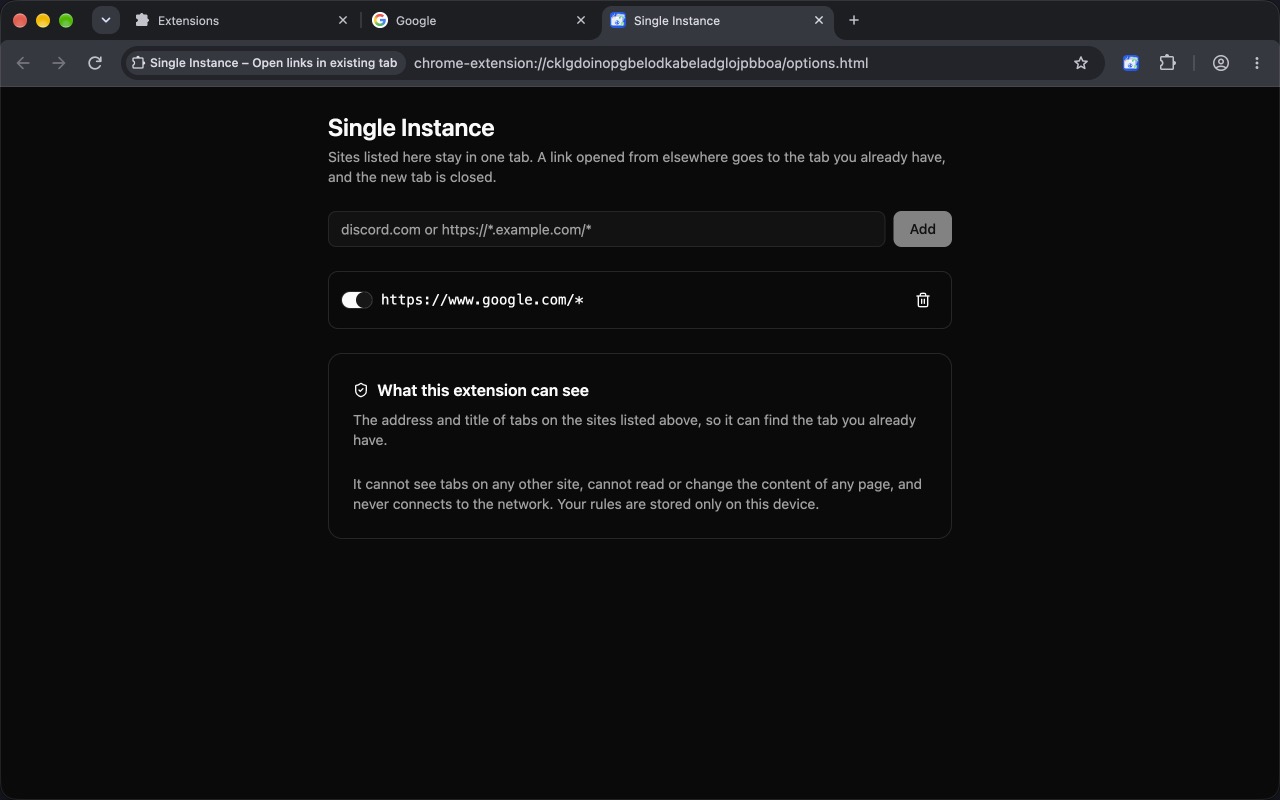 Extensions
Google
Single Instance
Single Instance – Open links in existing tab
chrome-extension://cklgdoinopgbelodkabeladglojpbboa/options.html
Single Instance
Sites listed here stay in one tab. A link opened from elsewhere goes to the tab you already have,
and the new tab is closed.
discord.com or https://*.example.com/*
Add
https://www.google.com/*
What this extension can see
The address and title of tabs on the sites listed above, so it can find the tab you already
have.
It cannot see tabs on any other site, cannot read or change the content of any page, and
never connects to the network. Your rules are stored only on this device.